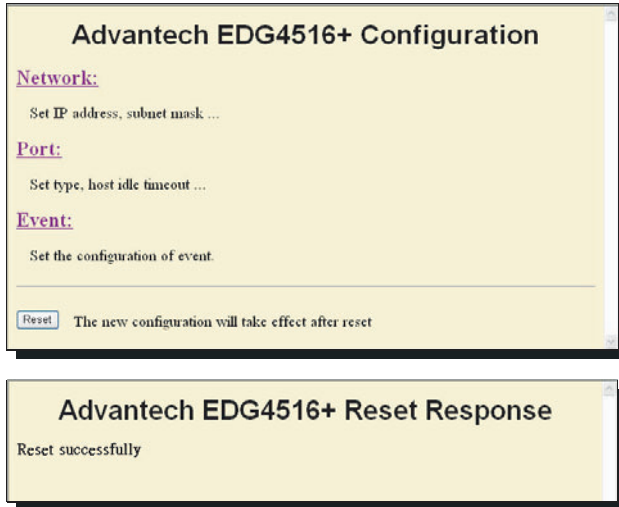 Advantech EDG4516+ Configuration
Network:
Set IP address, subnet mask ...
Port:
Set type, host idle timeout ...
Event:
Set the configuration of event.
Reset The new configuration will take effect after reset
Advantech EDG4516+ Reset Response
Reset successfully